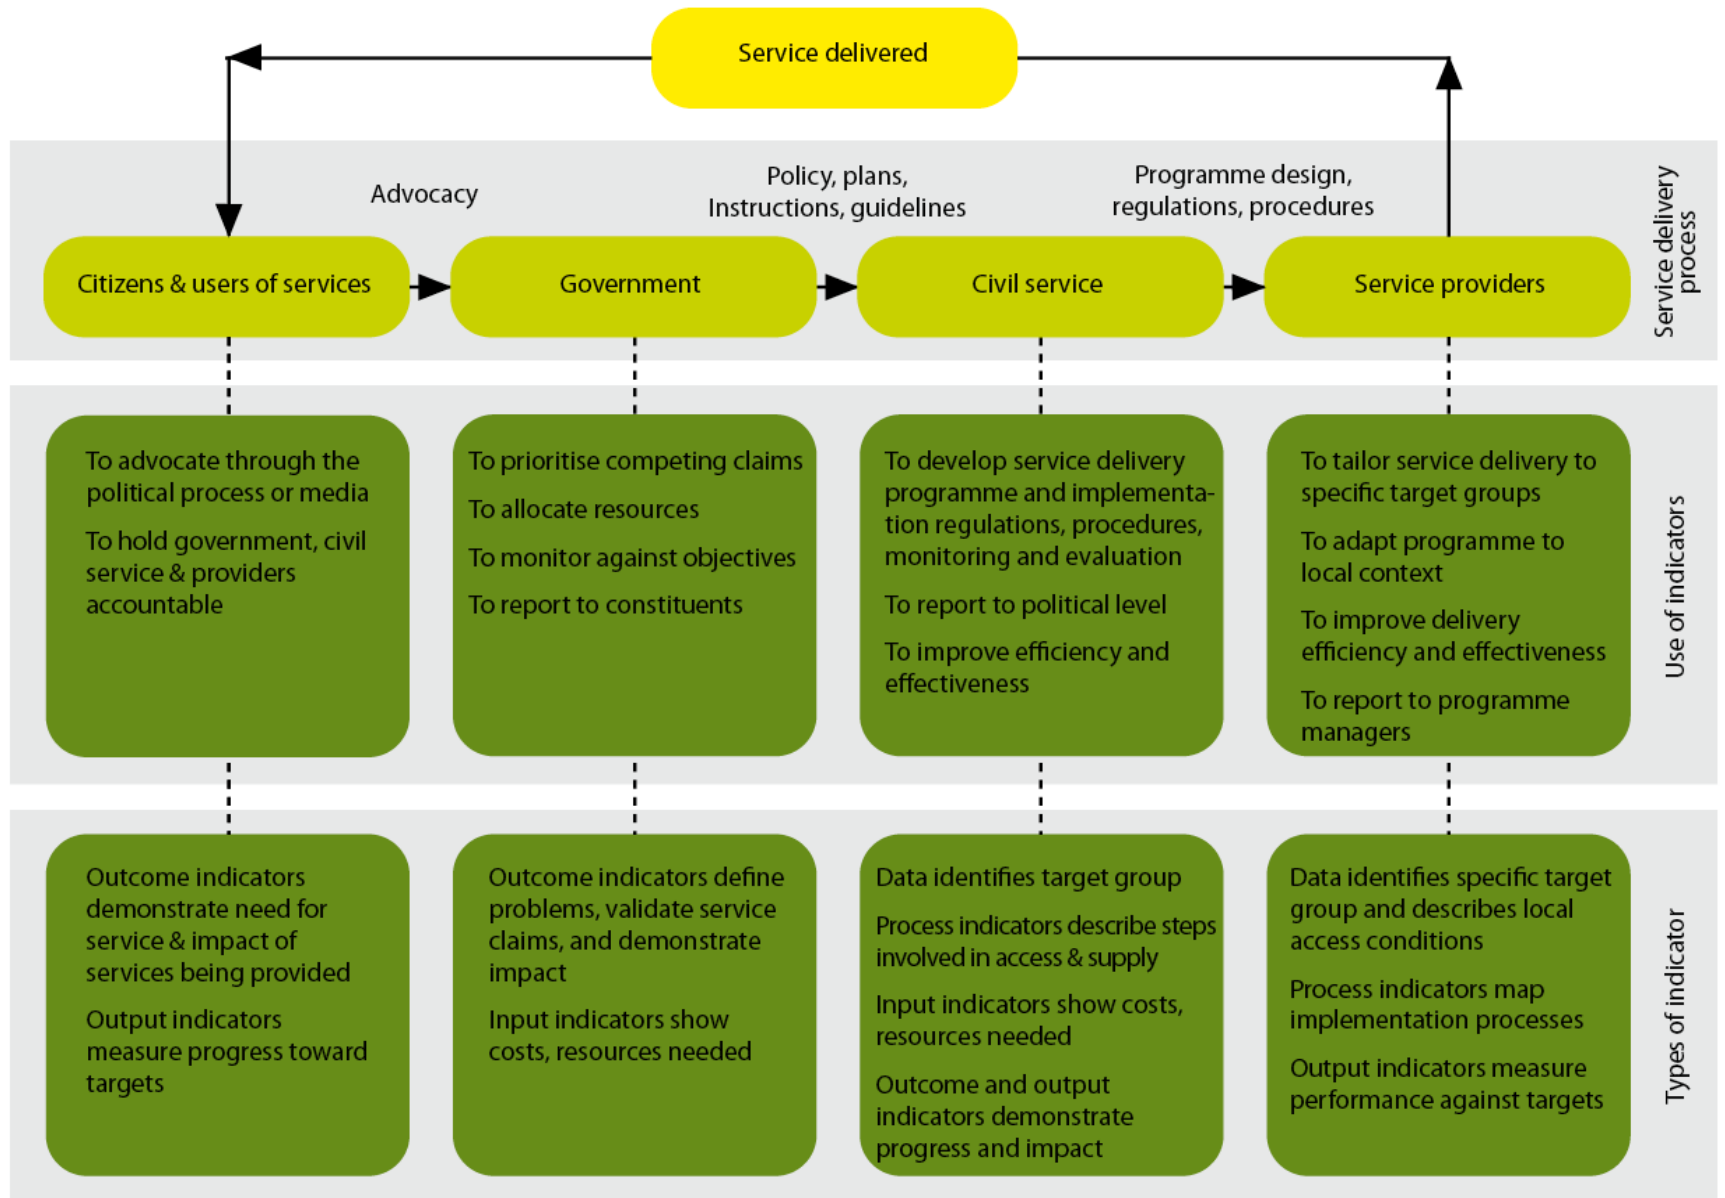 Service delivered
Advocacy
Policy, plans,
Instructions, guidelines
Programme design,
regulations, procedures
Service delivery
process
Citizens & users of services
Government
Civil service
Service providers
To advocate through the
political process or media
To hold government, civil
service & providers
accountable
To prioritise competing claims
To allocate resources
To monitor against objectives
To report to constituents
To develop service delivery
programme and implementa-
tion regulations, procedures,
monitoring and evaluation
To report to political level
To improve efficiency and
effectiveness
To tailor service delivery to
specific target groups
To adapt programme to
local context
To improve delivery
efficiency and effectiveness
To report to programme
managers
Use of indicators
Outcome indicators
demonstrate need for
service & impact of
services being provided
Output indicators
measure progress toward
targets
Outcome indicators define
problems, validate service
claims, and demonstrate
impact
Input indicators show
costs, resources needed
Data identifies target group
Process indicators describe steps
involved in access & supply
Input indicators show costs,
resources needed
Outcome and output
indicators demonstrate
progress and impact
Data identifies specific target
group and describes local
access conditions
Process indicators map
implementation processes
Output indicators measure
performance against targets
Types of indicator